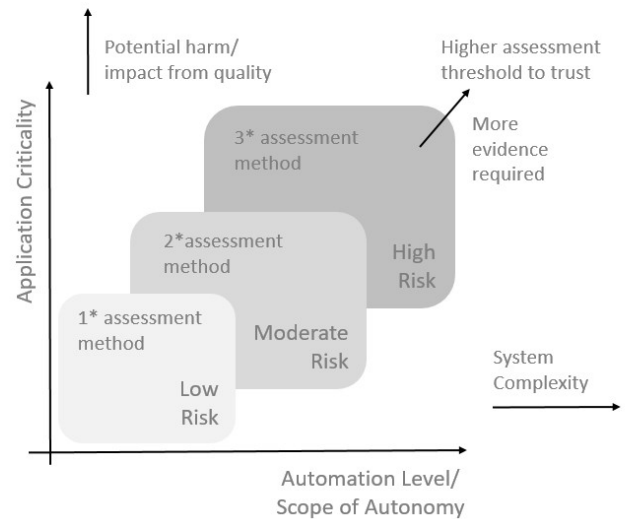 Potential harm/
impact from quality
Higher assessment
threshold to trust
More
evidence
required
Application Criticality
3* assessment
method
High
Risk
2*assessment
method
Moderate
Risk
1* assessment
method
Low
Risk
System
Complexity
Automation Level/
Scope of Autonomy